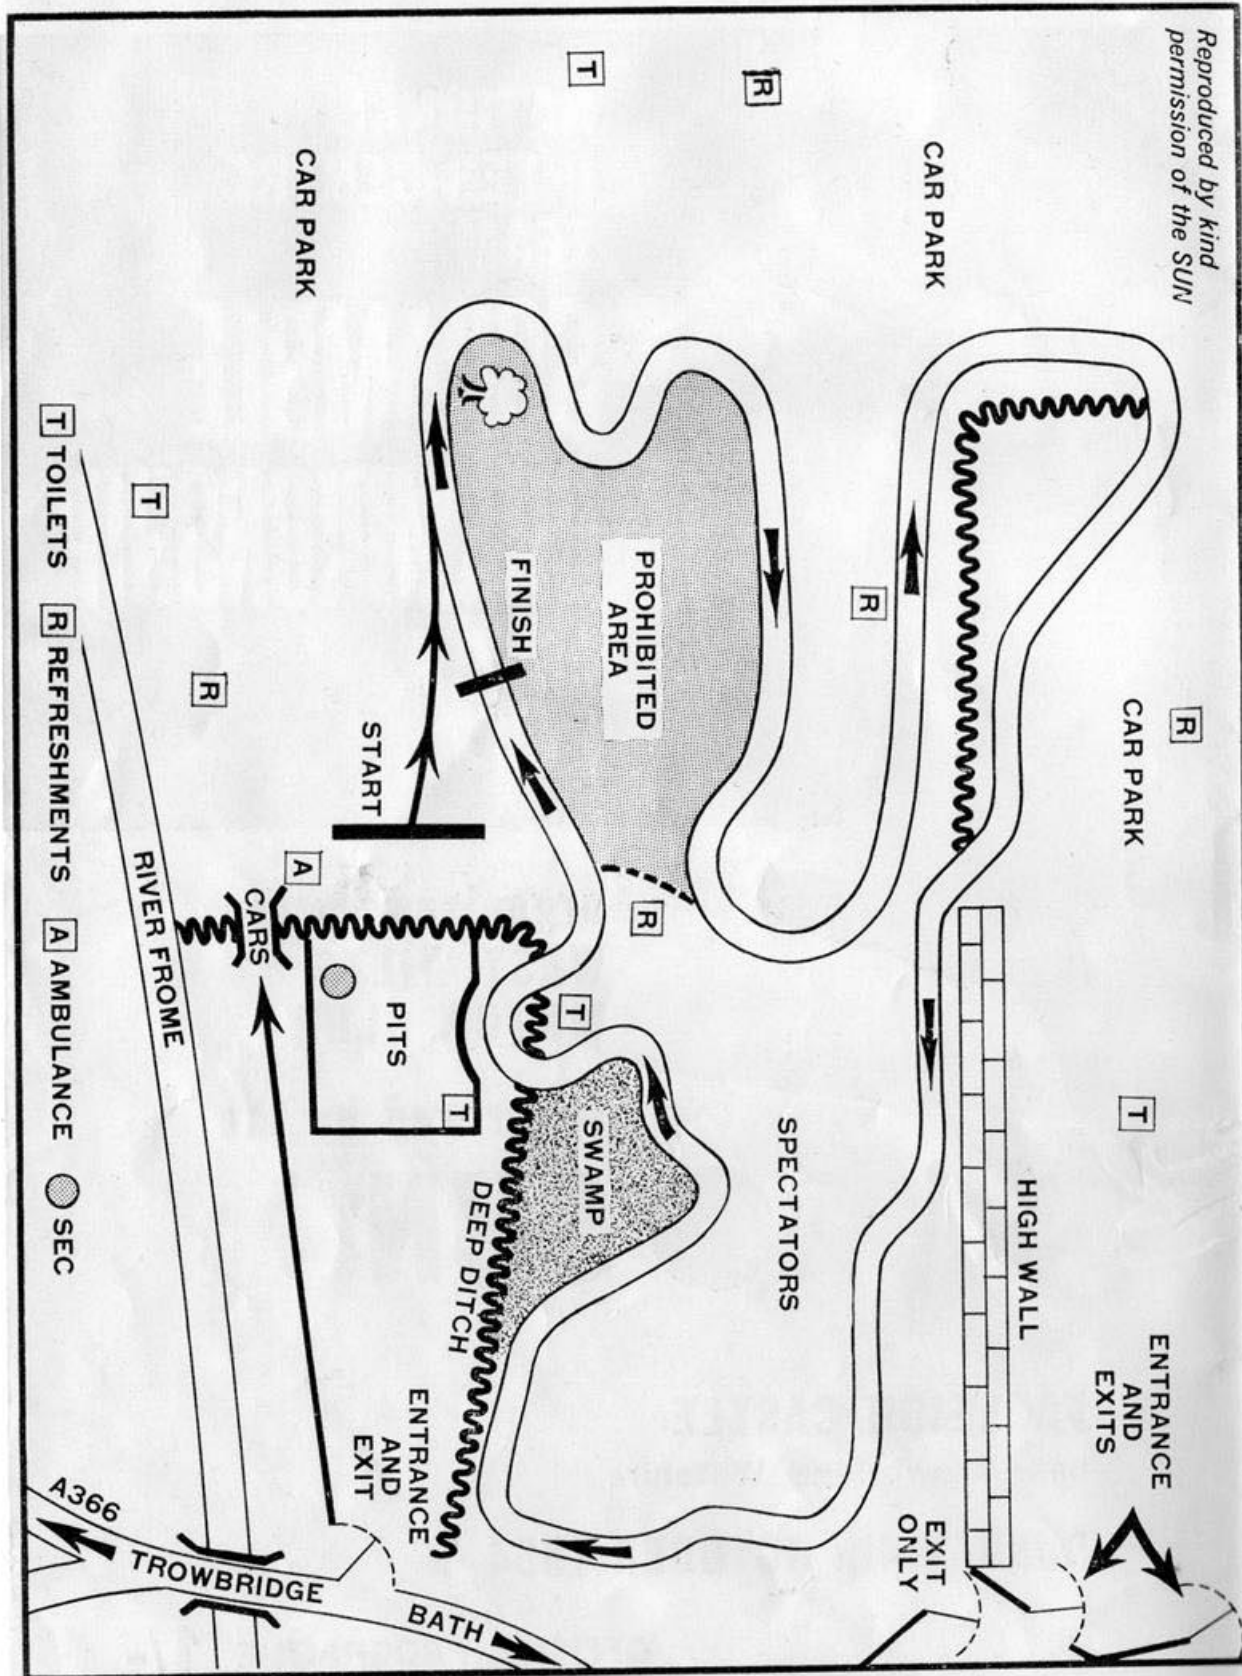 Reproduced by kind
permission of the SUN
R
ENTRANCE
AND
EXITS
CAR PARK
T
HIGH WALL
CAR PARK
EXIT
ONLY
R
SPECTATORS
R
PROHIBITED
AREA
R
SWAMP
T
T
FINISH
DEEP DITCH
T
BATH
ENTRANCE
AND
EXIT
PITS
START
CAR PARK
A
CARS
TROWBRIDGE
R
RIVER FROME
T
A366
T TOILETS R REFRESHMENTS A AMBULANCE SEC